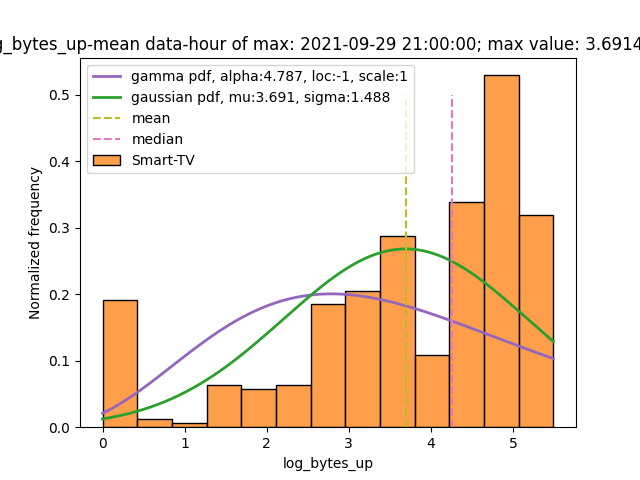 g_bytes_up-mean data-hour of max: 2021-09-29 21:00:00; max value: 3.6914
gamma pdf, alpha:4.787, loc:-1, scale:1
gaussian pdf, mu:3.691, sigma:1.488
mean
median
Smart-TV
Normalized frequency
0.5
0.4
0.3
0.2
0.1
0.0
0 1 2 3 4 5
log_bytes_up